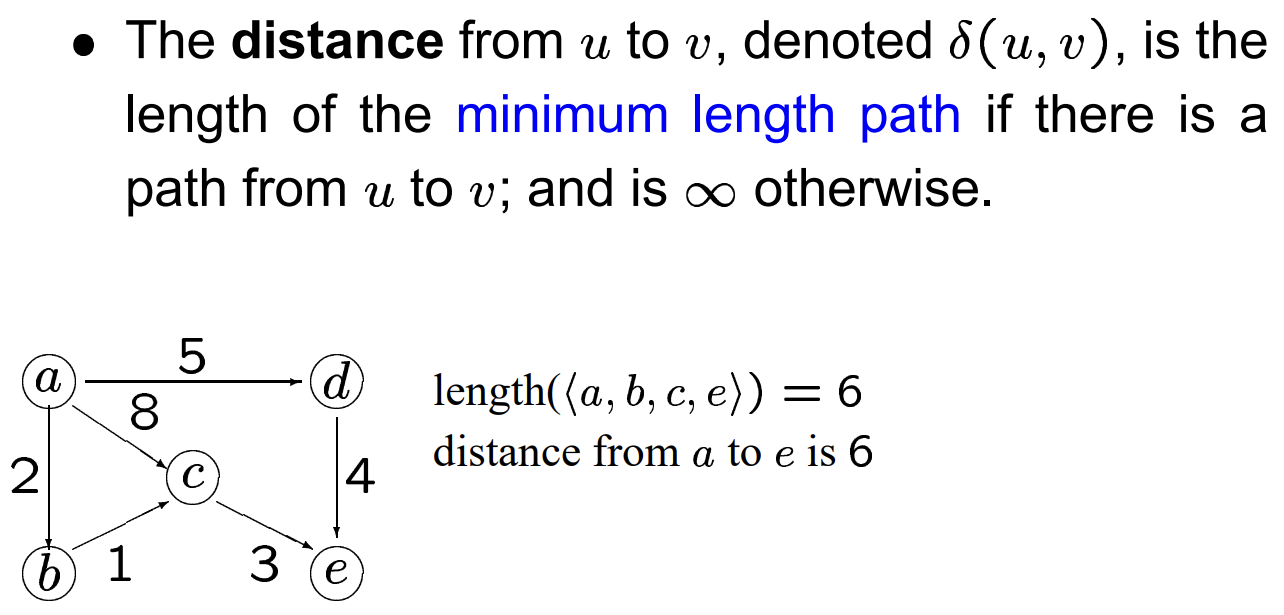 • The distance from u to v, denoted δ(u, v), is the
length of the minimum length path if there is a
path from u to v; and is ∞ otherwise.
5
a d
8
length(⟨a, b, c, e⟩) = 6
distance from a to e is 6
2 c 4
b 1 3 e